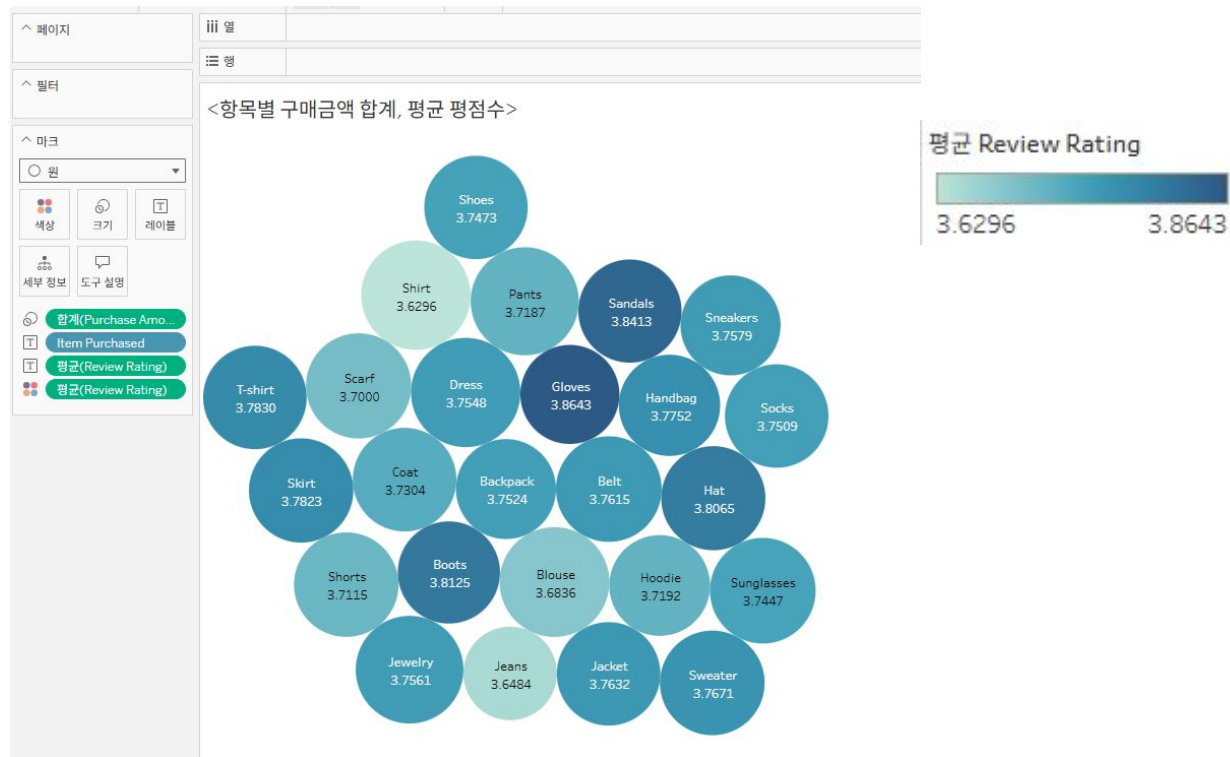 페이지
iii 열
행
필터
<항목별 구매금액 합계, 평균 평점수>
마크
원
색상
크기
레이블
세부 정보
도구 설명
합계(Purchase Amo...
Item Purchased
평균(Review Rating)
평균(Review Rating)
Shoes
3.7473
Shirt
3.6296
Pants
3.7187
Sandals
3.8413
Sneakers
3.7579
T-shirt
3.7830
Scarf
3.7000
Dress
3.7548
Gloves
3.8643
Handbag
3.7752
Socks
3.7509
Skirt
3.7823
Coat
3.7304
Backpack
3.7524
Belt
3.7615
Hat
3.8065
Shorts
3.7115
Boots
3.8125
Blouse
3.6836
Hoodie
3.7192
Sunglasses
3.7447
Jewelry
3.7561
Jeans
3.6484
Jacket
3.7632
Sweater
3.7671
평균 Review Rating
3.6296
3.8643